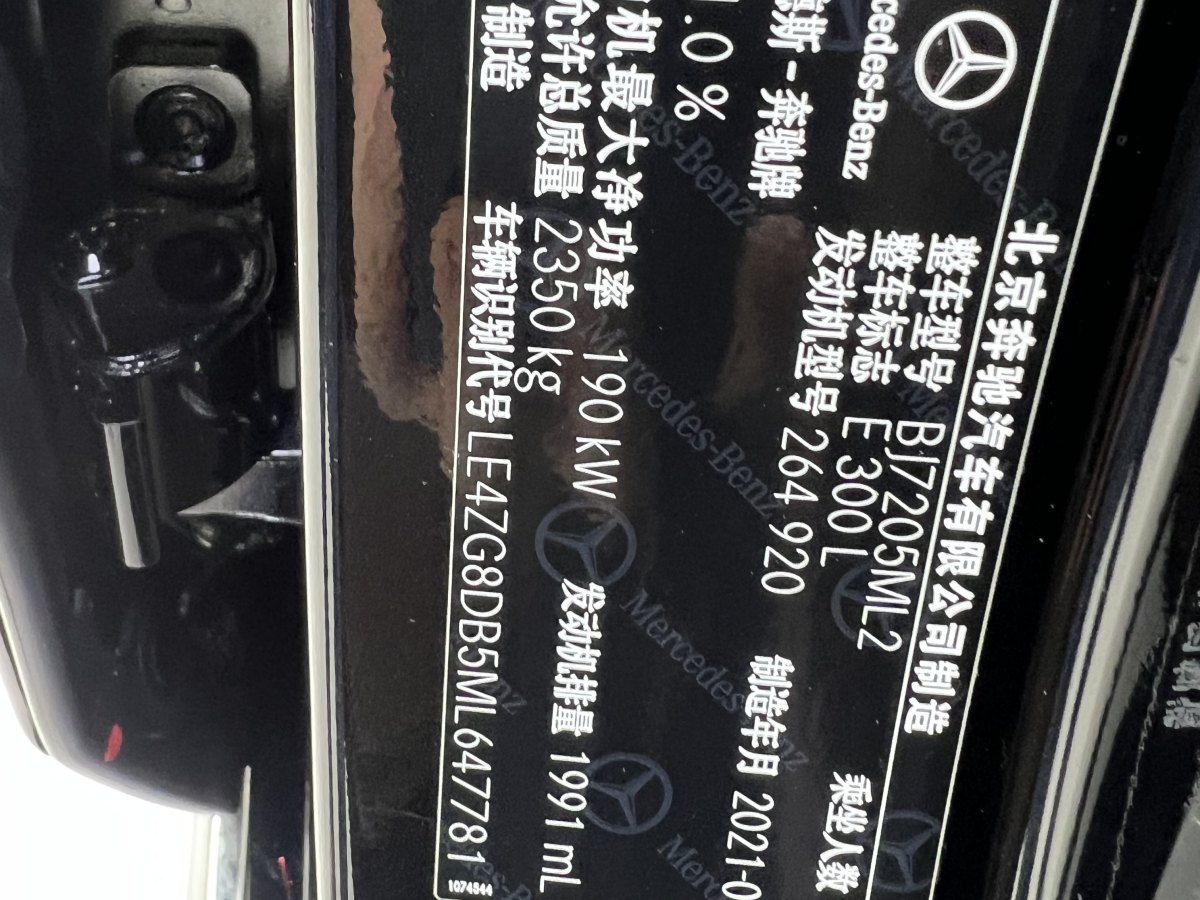 北京奔驰汽车有限公司制造
整车型号 BJ7205ML2
Mercedes-Benz 整车标志 E 300 L 乘坐人数
斯-奔驰牌 发动机型号 264 920 制造年月 2021-0
.0 %
机最大净功率 190 kW 发动机排量 1991 mL
允许总质量 2350 kg
制造 车辆识别代号 LE4ZG8DB5ML647781
1074544